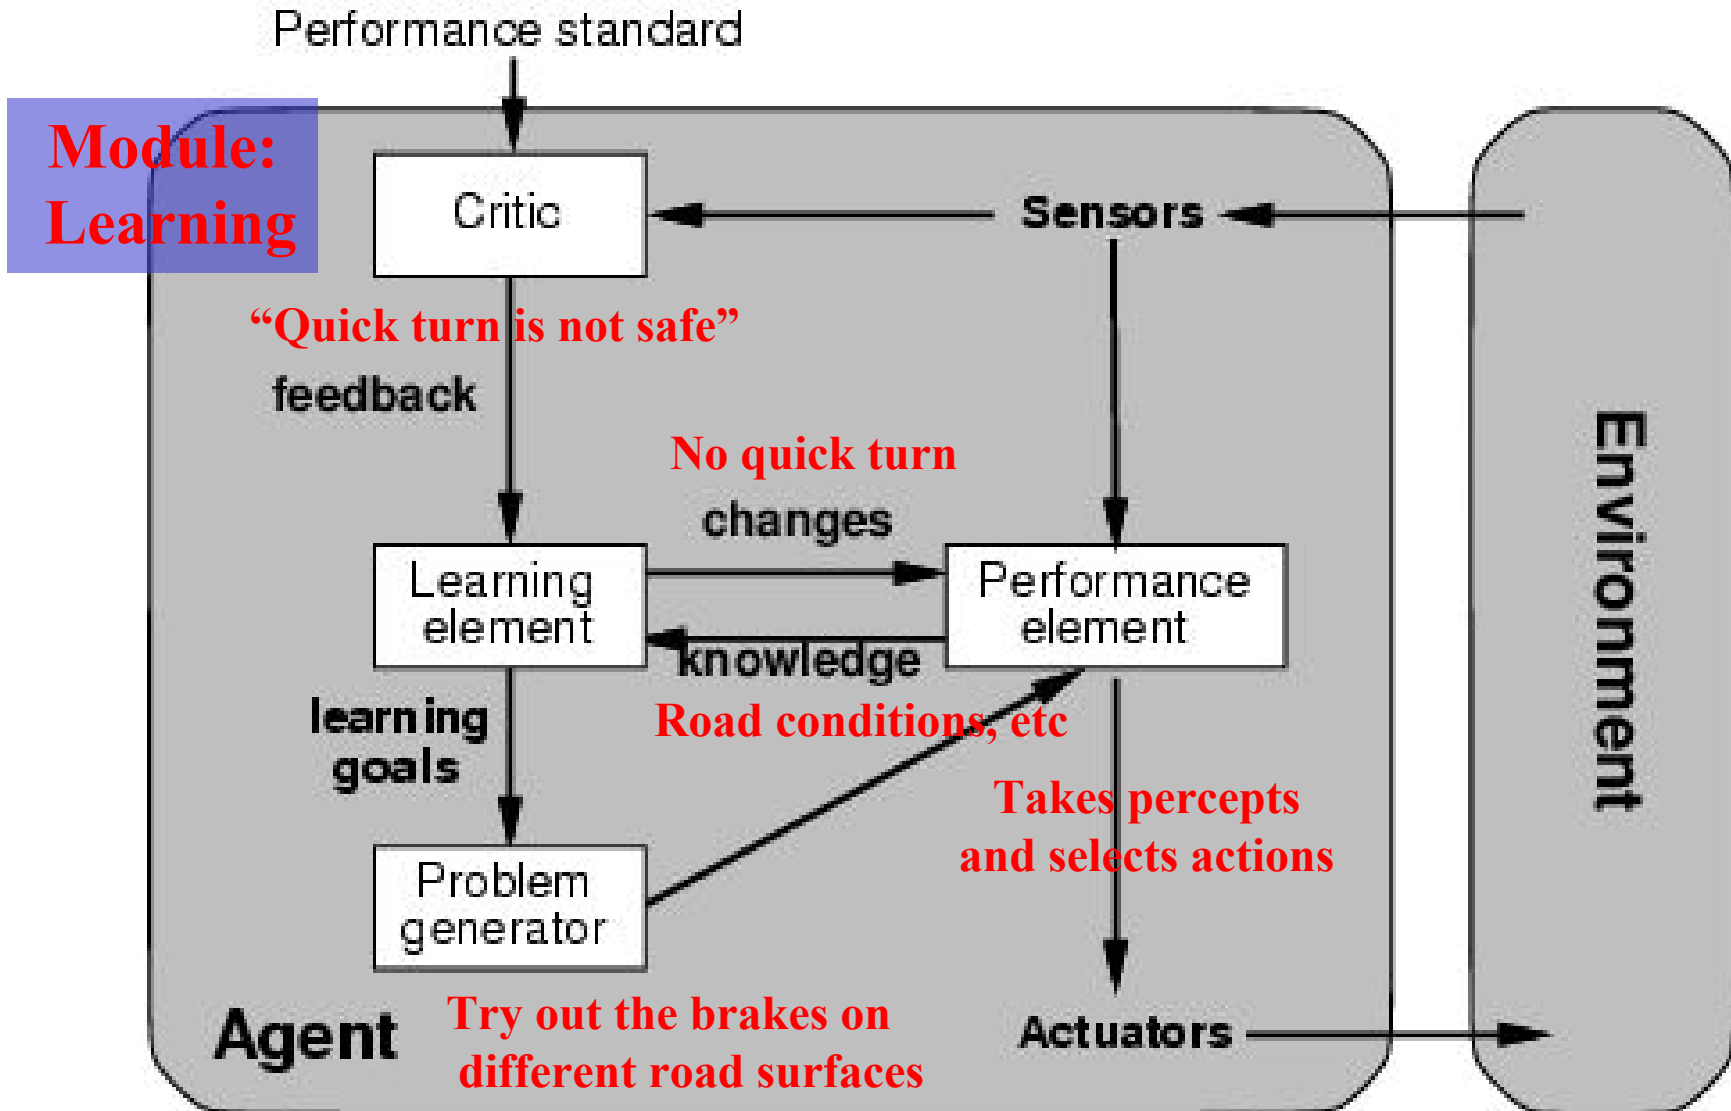 Performance standard
Module:
Learning
Critic
Sensors
“Quick turn is not safe”
feedback
No quick turn
changes
Learning
element
Performance
element
knowledge
Road conditions, etc
learning
goals
Takes percepts
and selects actions
Problem
generator
Try out the brakes on
different road surfaces
Agent
Actuators
Environment